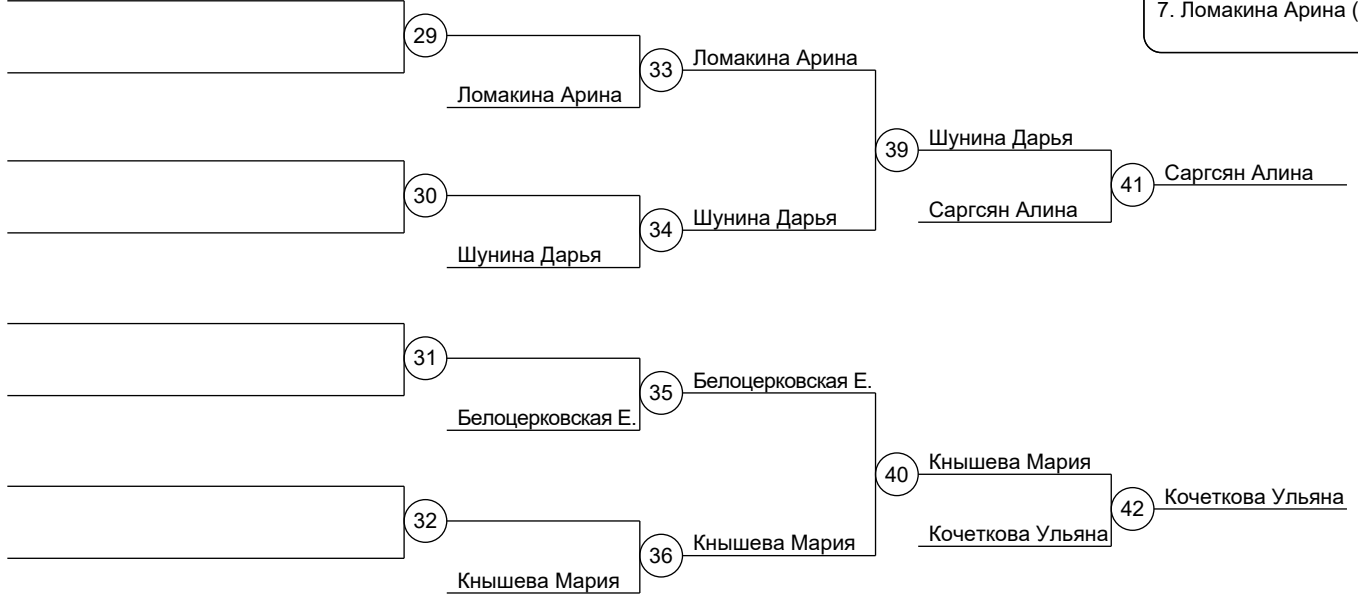 7. Ломакина Арина (
29
33
Ломакина Арина
Ломакина Арина
39
Шунина Дарья
41
Саргсян Алина
30
34
Шунина Дарья
Саргсян Алина
Шунина Дарья
31
35
Белоцерковская Е.
Белоцерковская Е.
40
Кнышева Мария
42
Кочеткова Ульяна
32
36
Кнышева Мария
Кочеткова Ульяна
Кнышева Мария